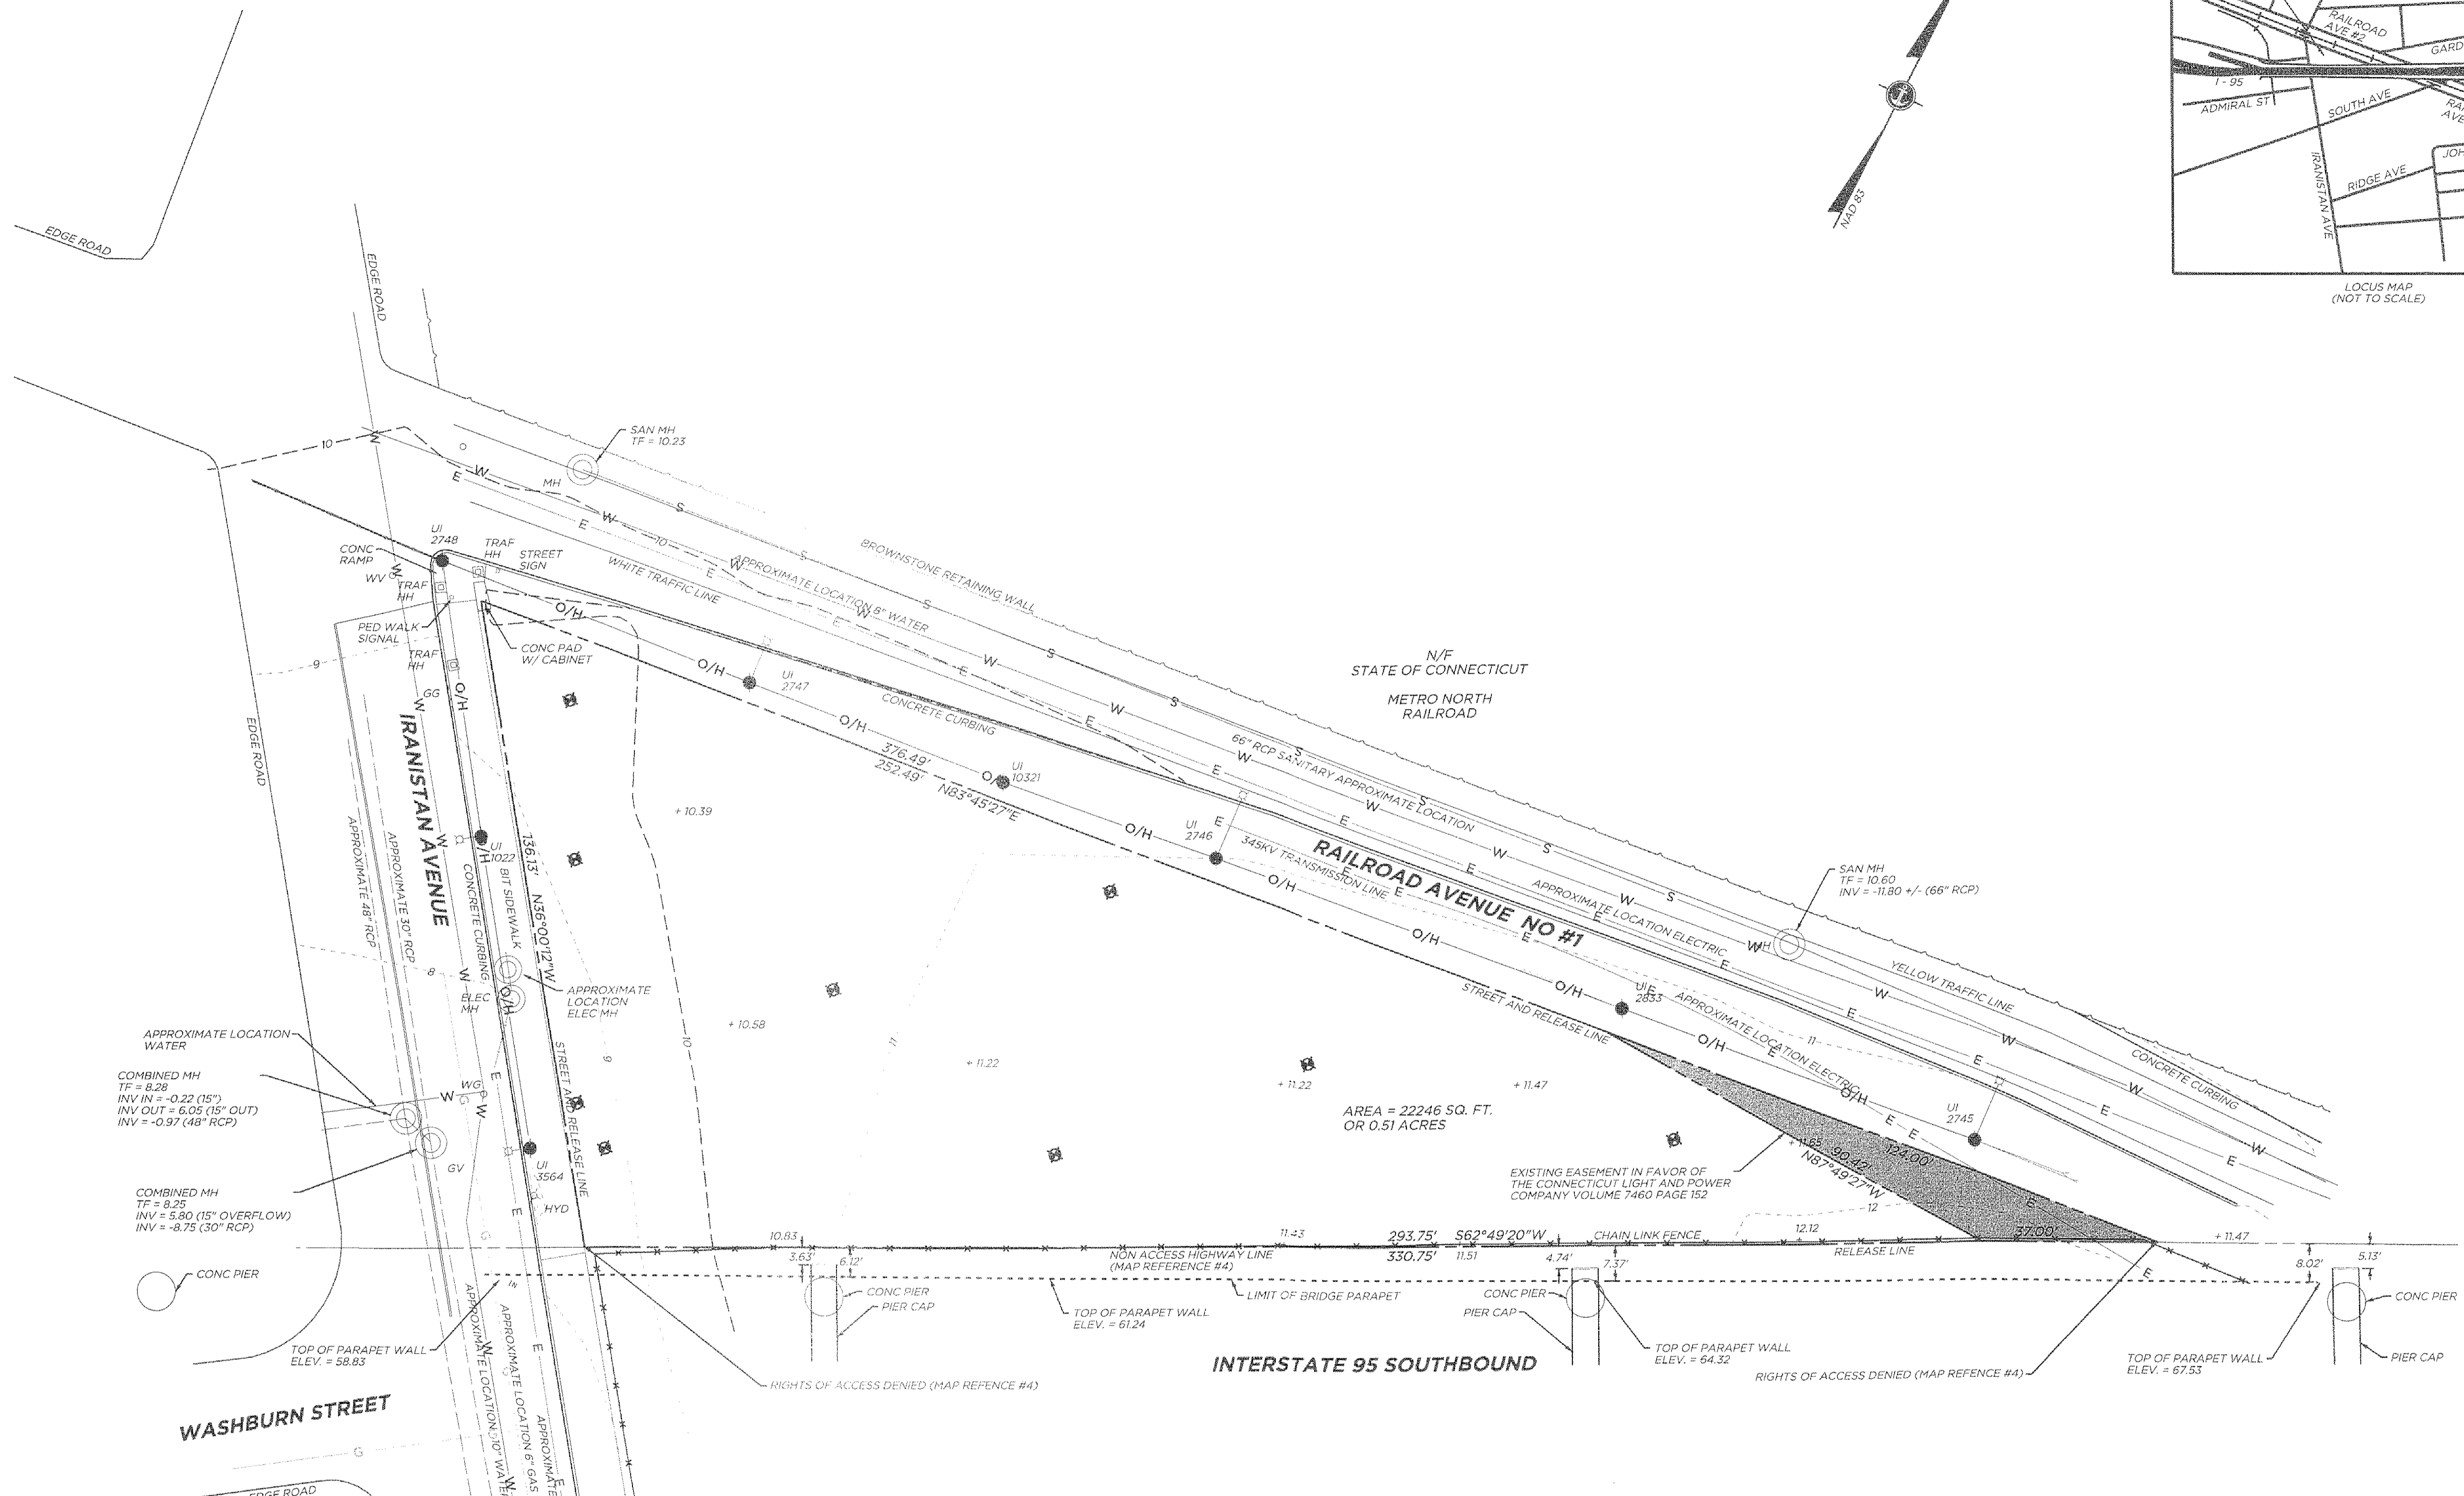 RAILROAD
AVE #2
GARD
I - 95
ADMIRAL ST
SOUTH AVE
IRANISTAN AVE
RIDGE AVE
JOH
LOCUS MAP
(NOT TO SCALE)
NAD 83
EDGE ROAD
EDGE ROAD
10
SAN MH
TF = 10.23
MH
UI
2748
CONC
RAMP
TRAF
HH
STREET
SIGN
WV
TRAF
HH
PED WALK
SIGNAL
TRAF
HH
CONC PAD
W/ CABINET
WHITE TRAFFIC LINE
10
APPROXIMATE LOCATION 8" WATER
BROWNSTONE RETAINING WALL
9
GG
UI
2747
CONCRETE CURBING
N/F
STATE OF CONNECTICUT
METRO NORTH
RAILROAD
EDGE ROAD
IRANISTAN AVENUE
376.49'
252.49'
N83°45'27"E
UI
10321
66" RCP SANITARY APPROXIMATE LOCATION
+ 10.39
UI
2746
345KV TRANSMISSION LINE
RAILROAD AVENUE NO #1
APPROXIMATE LOCATION ELECTRIC
SAN MH
TF = 10.60
INV = -11.80 +/- (66" RCP)
MH
YELLOW TRAFFIC LINE
CONCRETE CURBING
APPROXIMATE 48" RCP
APPROXIMATE 30" RCP
UI
1022
CONCRETE CURBING
BIT SIDEWALK
136.13' N36°00'12"W
8
ELEC
MH
APPROXIMATE
LOCATION
ELEC MH
STREET AND RELEASE LINE
9
10
+ 10.58
11
+ 11.22
+ 11.22
+ 11.47
STREET AND RELEASE LINE
UI
2833
APPROXIMATE LOCATION ELECTRIC
11
UI
2745
AREA = 22246 SQ. FT.
OR 0.51 ACRES
APPROXIMATE LOCATION
WATER
COMBINED MH
TF = 8.28
INV IN = -0.22 (15")
INV OUT = 6.05 (15" OUT)
INV = -0.97 (48" RCP)
WG
GV
UI
3564
HYD
COMBINED MH
TF = 8.25
INV = 5.80 (15" OVERFLOW)
INV = -8.75 (30" RCP)
EXISTING EASEMENT IN FAVOR OF
THE CONNECTICUT LIGHT AND POWER
COMPANY VOLUME 7460 PAGE 152
+ 11.65
90.42'
N87°49'27"W
124.00'
12
12.12
37.00'
+ 11.47
10.83
11.43
293.75' S62°49'20"W
CHAIN LINK FENCE
NON ACCESS HIGHWAY LINE
(MAP REFERENCE #4)
330.75'
11.51
RELEASE LINE
3.63'
6.12'
4.74'
7.37'
8.02'
5.13'
CONC PIER
CONC PIER
PIER CAP
TOP OF PARAPET WALL
ELEV. = 61.24
LIMIT OF BRIDGE PARAPET
CONC PIER
PIER CAP
CONC PIER
TOP OF PARAPET WALL
ELEV. = 58.83
INTERSTATE 95 SOUTHBOUND
TOP OF PARAPET WALL
ELEV. = 64.32
TOP OF PARAPET WALL
ELEV. = 67.53
PIER CAP
RIGHTS OF ACCESS DENIED (MAP REFENCE #4)
RIGHTS OF ACCESS DENIED (MAP REFENCE #4)
WASHBURN STREET
APPROXIMATE LOCATION 10" WATER
APPROXIMATE LOCATION 6" GAS
APPROXIMATE
EDGE ROAD